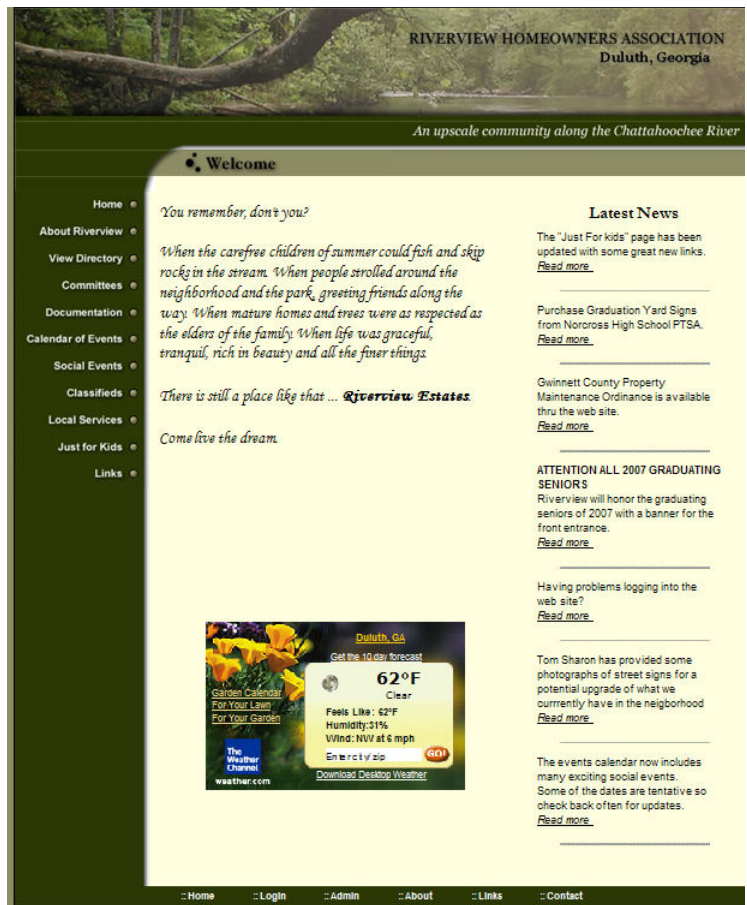 RIVERVIEW HOMEOWNERS ASSOCIATION
Duluth, Georgia
An upscale community along the Chattahoochee River
Welcome
Home
About Riverview
View Directory
Committees
Documentation
Calendar of Events
Social Events
Classifieds
Local Services
Just for Kids
Links
You remember, don't you?
When the carefree children of summer could fish and skip
rocks in the stream. When people strolled around the
neighborhood and the park, greeting friends along the
way. When mature homes and trees were as respected as
the elders of the family. When life was graceful,
tranquil, rich in beauty and all the finer things.
There is still a place like that ... Riverview Estates.
Come live the dream.
Duluth, GA
Get the 10 day forecast
62°F
Clear
Feels Like: 62°F
Humidity:31%
Wind: NW at 6 mph
Enter city/zip
GO!
Download Desktop Weather
Garden Calendar
For Your Lawn
For Your Garden
The
Weather
Channel
weather.com
Latest News
The "Just For kids" page has been
updated with some great new links.
Read more
Purchase Graduation Yard Signs
from Norcross High School PTSA.
Read more
Gwinnett County Property
Maintenance Ordinance is available
thru the web site.
Read more
ATTENTION ALL 2007 GRADUATING
SENIORS
Riverview will honor the graduating
seniors of 2007 with a banner for the
front entrance.
Read more
Having problems logging into the
web site?
Read more
Tom Sharon has provided some
photographs of street signs for a
potential upgrade of what we
currrently have in the neigborhood
Read more
The events calendar now includes
many exciting social events.
Some of the dates are tentative so
check back often for updates.
Read more
:: Home :: Login :: Admin :: About :: Links :: Contact